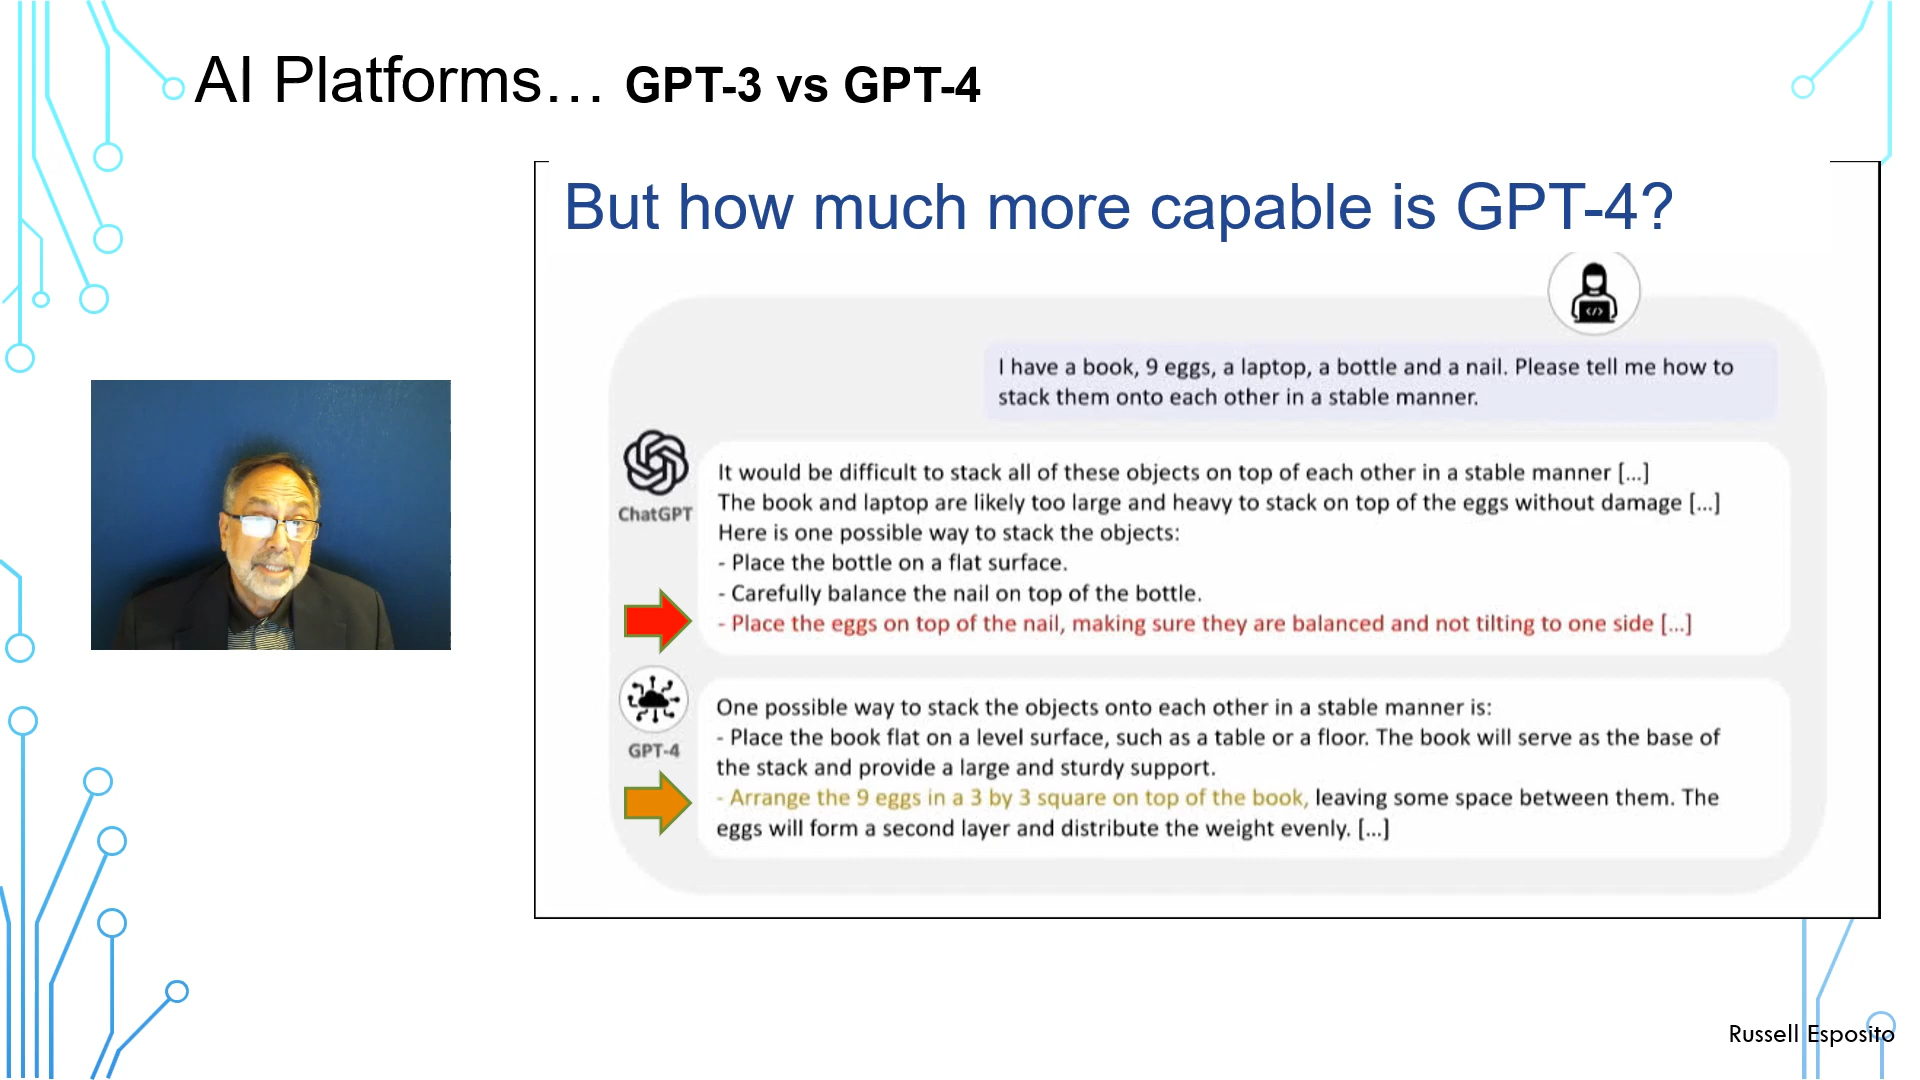 AI Platforms... GPT-3 vs GPT-4
But how much more capable is GPT-4?
</>
I have a book, 9 eggs, a laptop, a bottle and a nail. Please tell me how to
stack them onto each other in a stable manner.
ChatGPT
It would be difficult to stack all of these objects on top of each other in a stable manner [...]
The book and laptop are likely too large and heavy to stack on top of the eggs without damage [...]
Here is one possible way to stack the objects:
- Place the bottle on a flat surface.
- Carefully balance the nail on top of the bottle.
- Place the eggs on top of the nail, making sure they are balanced and not tilting to one side [...]
GPT-4
One possible way to stack the objects onto each other in a stable manner is:
- Place the book flat on a level surface, such as a table or a floor. The book will serve as the base of
the stack and provide a large and sturdy support.
- Arrange the 9 eggs in a 3 by 3 square on top of the book, leaving some space between them. The
eggs will form a second layer and distribute the weight evenly. [...]
Russell Esposito